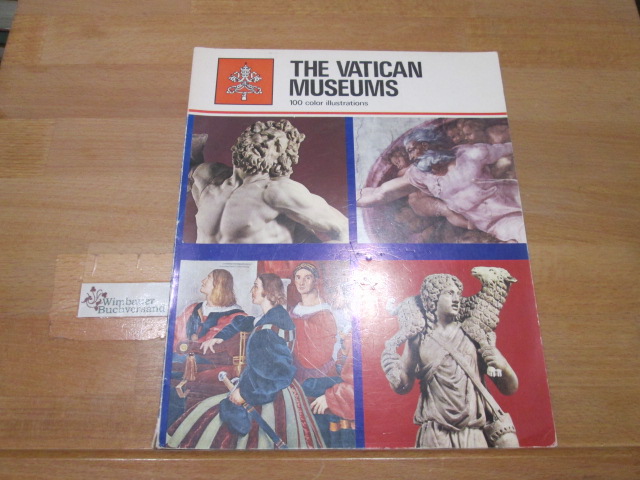 THE VATICAN
MUSEUMS
100 color illustrations
Wimbauer
Buchversand